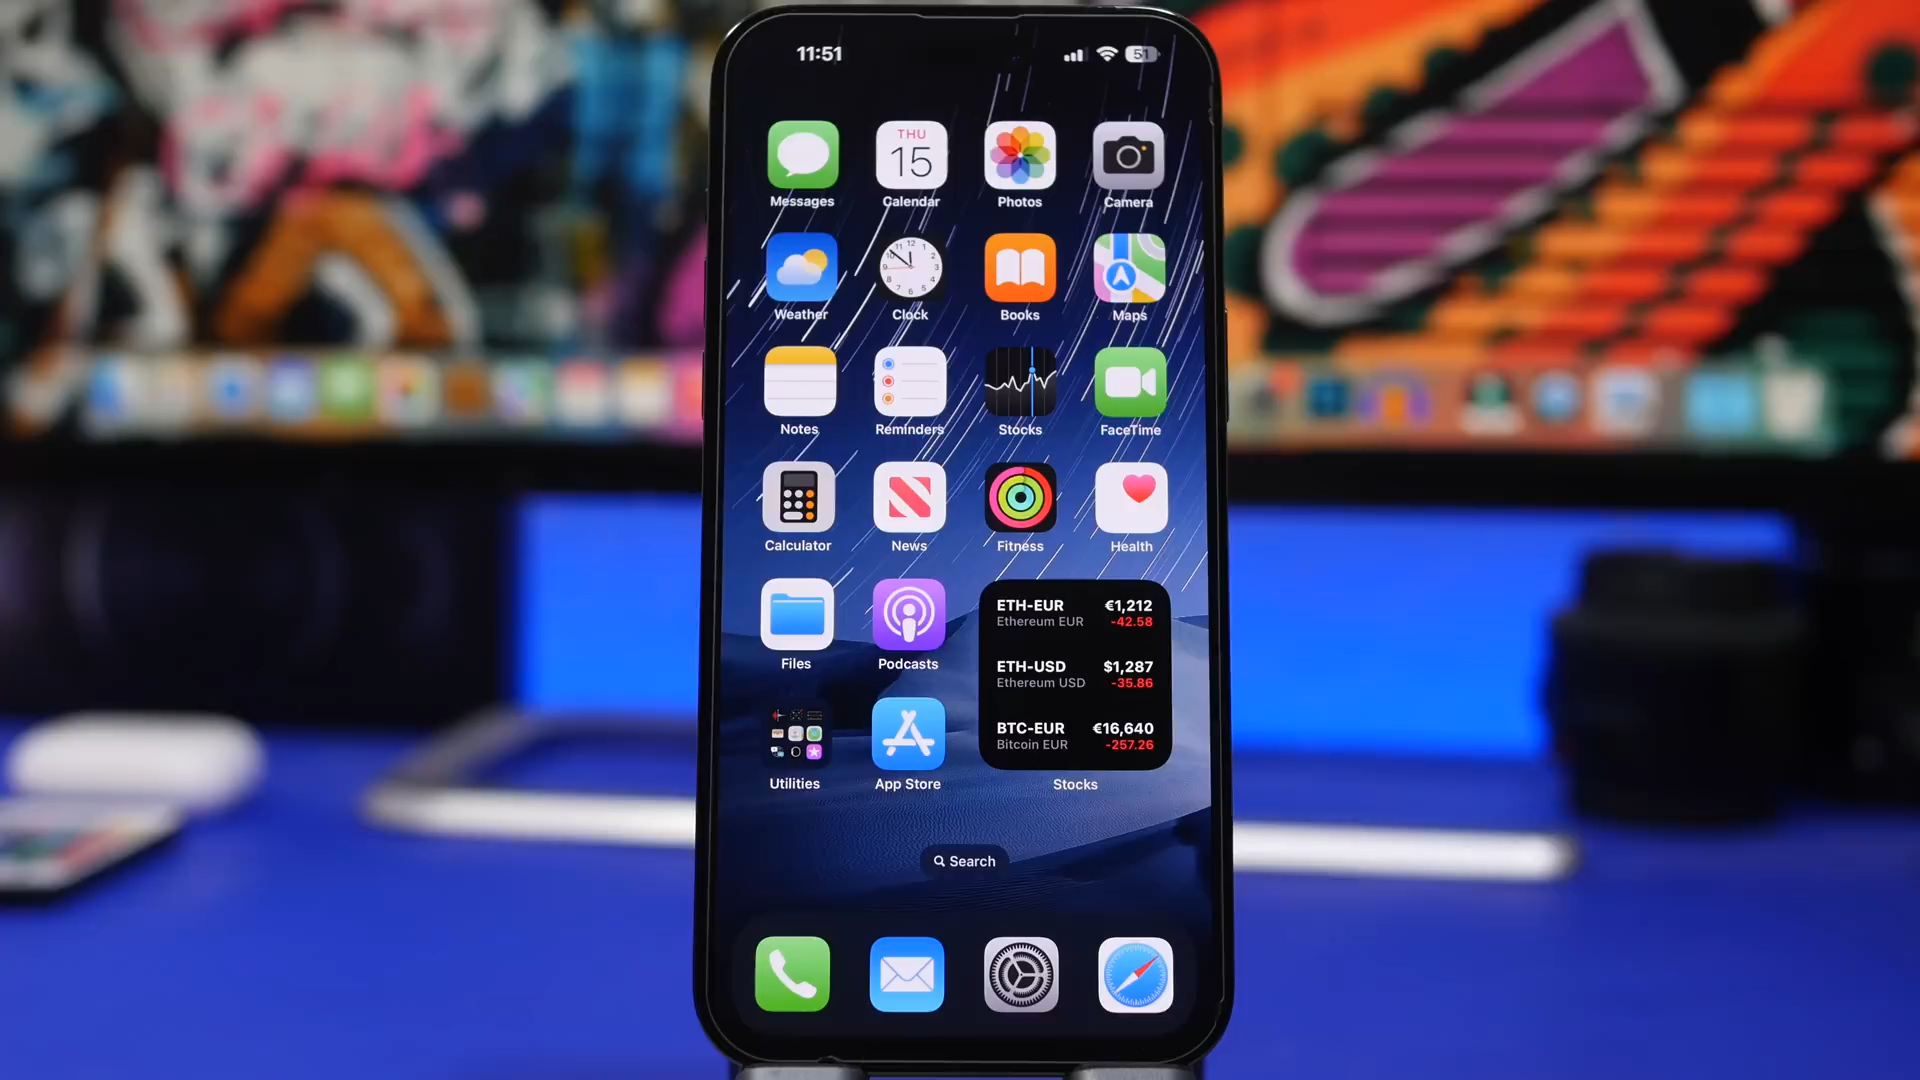 11:51
51
THU
15
Messages
Calendar
Photos
Camera
Weather
Clock
Books
Maps
Notes
Reminders
Stocks
FaceTime
Calculator
News
Fitness
Health
ETH-EUR €1,212
Ethereum EUR -42.58
ETH-USD $1,287
Ethereum USD -35.86
BTC-EUR €16,640
Bitcoin EUR -257.26
Files
Podcasts
Utilities
App Store
Stocks
Search